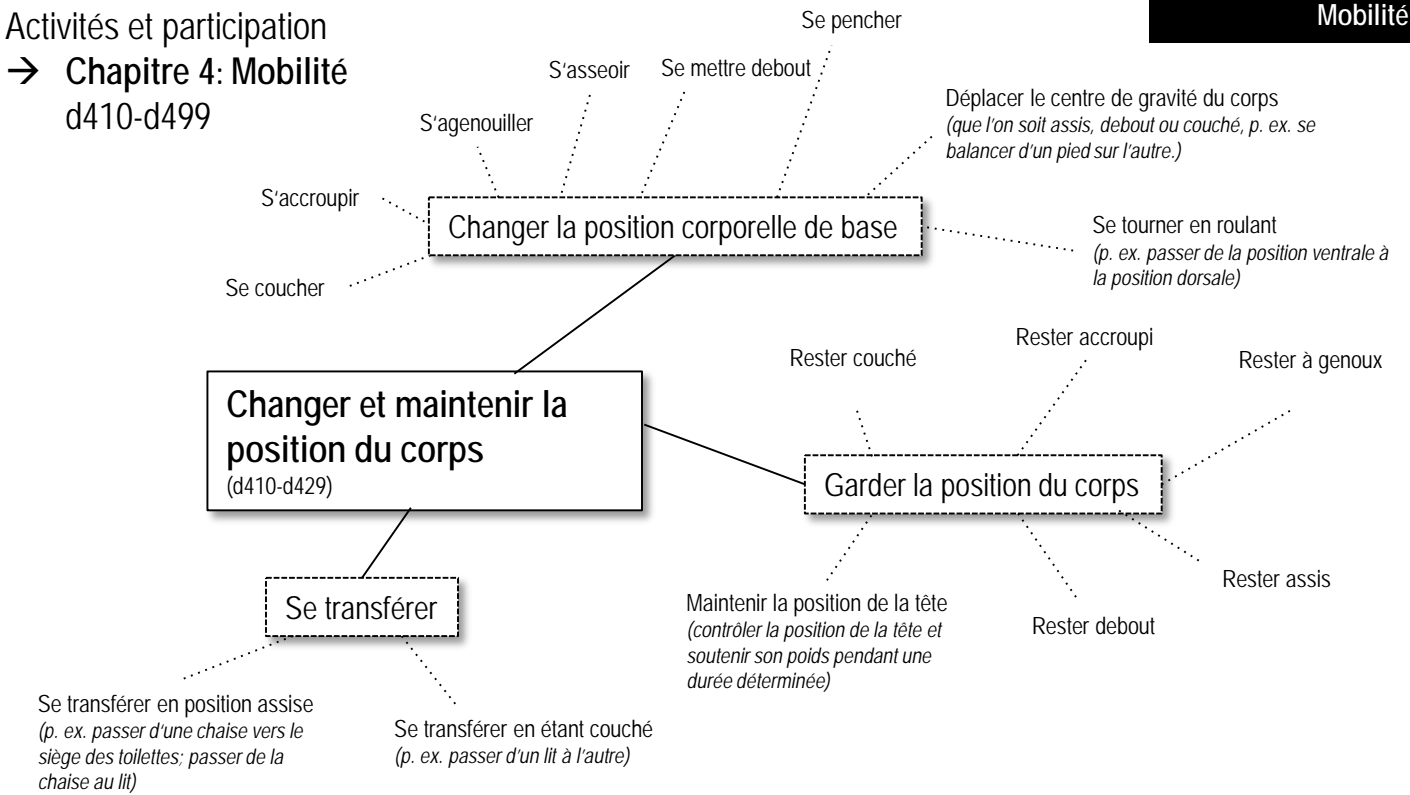 Activités et participation
→ Chapitre 4: Mobilité
d410-d499
Mobilité
Se pencher
S‘asseoir
Se mettre debout
S‘agenouiller
Déplacer le centre de gravité du corps
(que l’on soit assis, debout ou couché, p. ex. se
balancer d’un pied sur l’autre.)
S‘accroupir
Changer la position corporelle de base
Se tourner en roulant
(p. ex. passer de la position ventrale à
la position dorsale)
Se coucher
Rester couché
Rester accroupi
Rester à genoux
Changer et maintenir la
position du corps
(d410-d429)
Garder la position du corps
Rester assis
Se transférer
Maintenir la position de la tête
(contrôler la position de la tête et
soutenir son poids pendant une
durée déterminée)
Rester debout
Se transférer en position assise
(p. ex. passer d’une chaise vers le
siège des toilettes; passer de la
chaise au lit)
Se transférer en étant couché
(p. ex. passer d’un lit à l’autre)